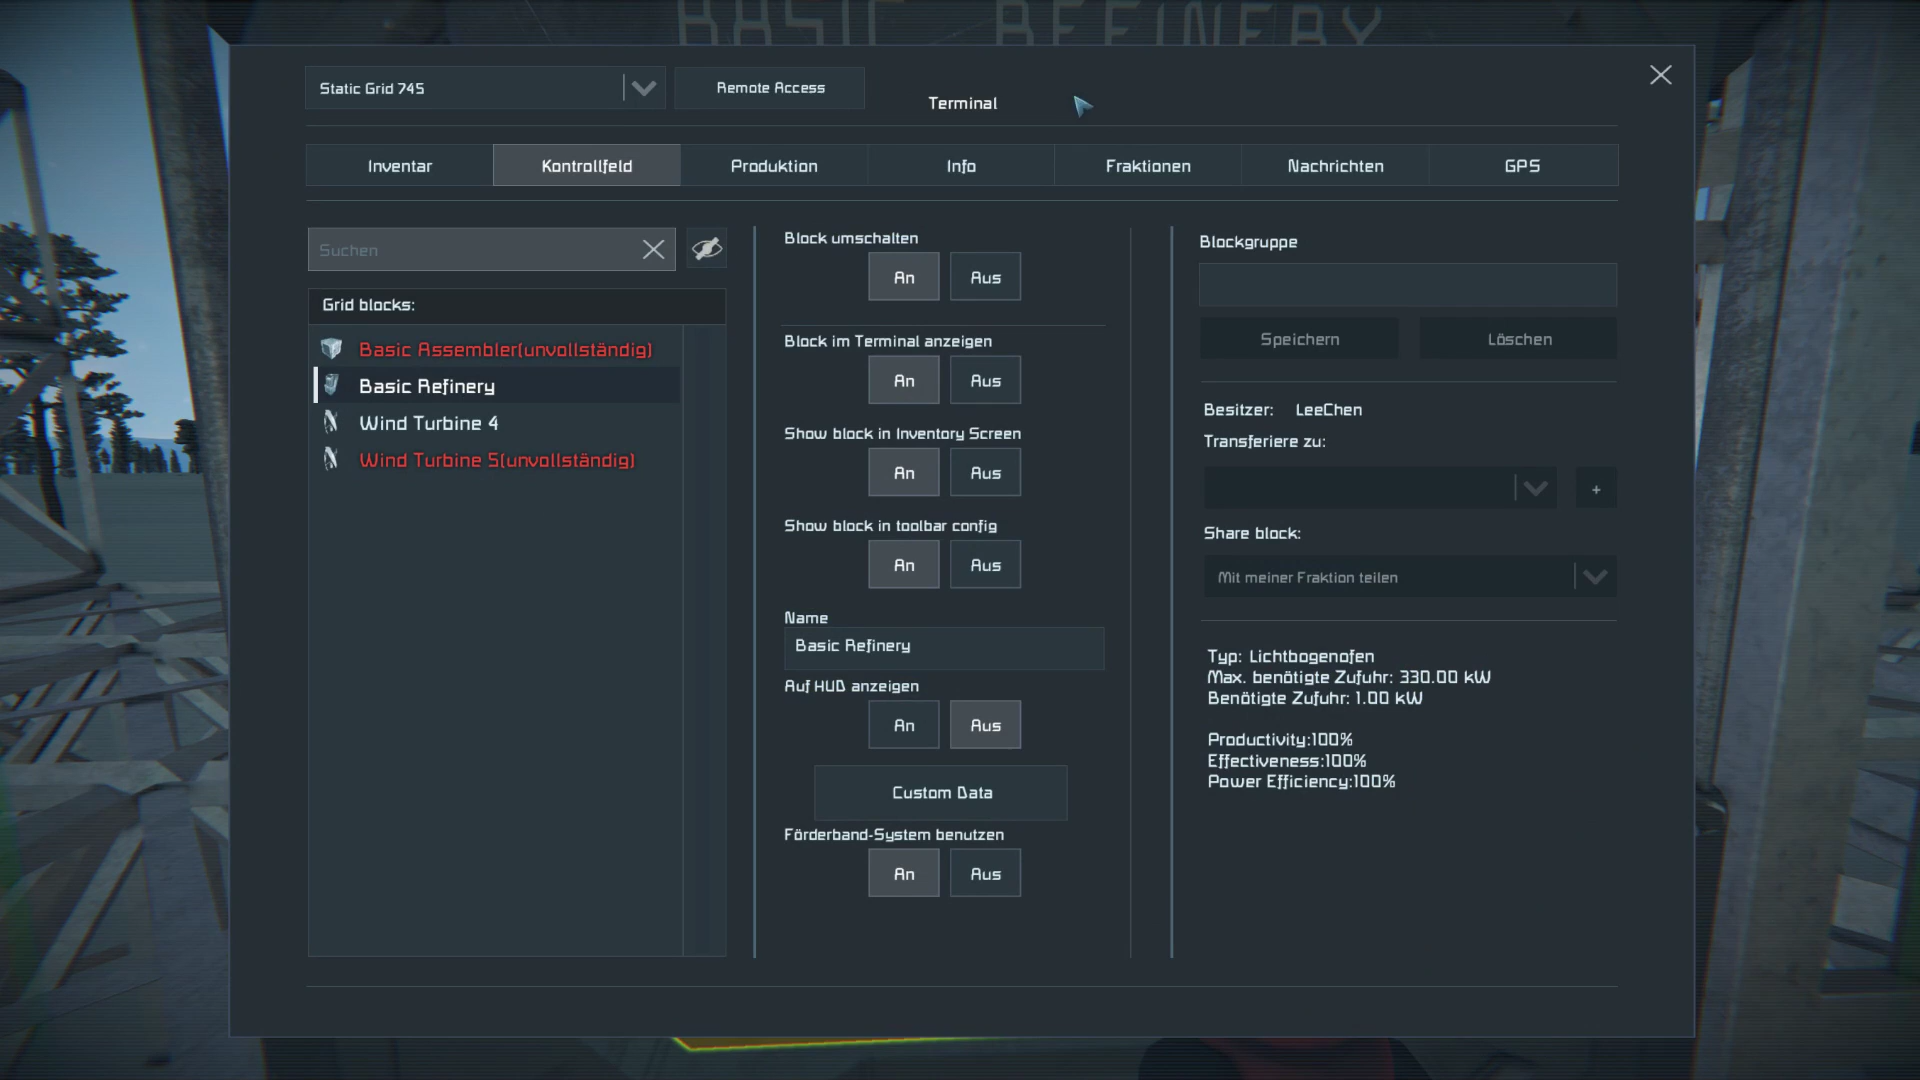 BASIC REFINERY
Static Grid 745
Remote Access
Terminal
Inventar
Kontrollfeld
Produktion
Info
Fraktionen
Nachrichten
GPS
Suchen
Grid blocks:
Basic Assembler(unvollständig)
Basic Refinery
Wind Turbine 4
Wind Turbine 5(unvollständig)
Block umschalten
An
Aus
Block im Terminal anzeigen
An
Aus
Show block in Inventory Screen
An
Aus
Show block in toolbar config
An
Aus
Name
Basic Refinery
Auf HUD anzeigen
An
Aus
Custom Data
Förderband-System benutzen
An
Aus
Blockgruppe
Speichern
Löschen
Besitzer: LeeChen
Transferiere zu:
+
Share block:
Mit meiner Fraktion teilen
Typ: Lichtbogenofen
Max. benötigte Zufuhr: 330.00 kW
Benötigte Zufuhr: 1.00 kW
Productivity:100%
Effectiveness:100%
Power Efficiency:100%